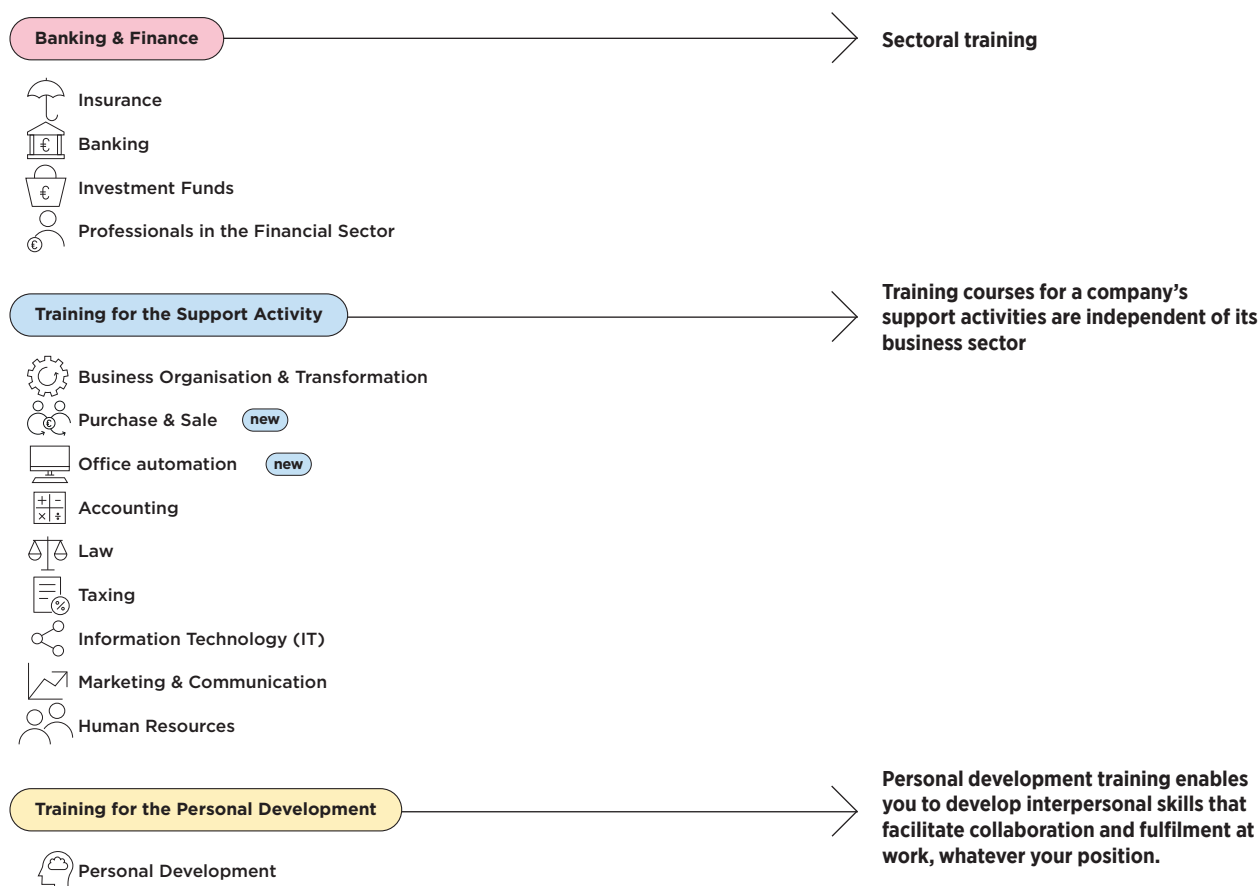 Banking & Finance
Sectoral training
Insurance
€
Banking
€
Investment Funds
€
Professionals in the Financial Sector
Training for the Support Activity
Training courses for a company’s
support activities are independent of its
business sector
Business Organisation & Transformation
€
Purchase & Sale new
Office automation new
+ -
× ÷
Accounting
Law
%
Taxing
Information Technology (IT)
Marketing & Communication
Human Resources
Training for the Personal Development
Personal development training enables
you to develop interpersonal skills that
facilitate collaboration and fulfilment at
work, whatever your position.
Personal Development